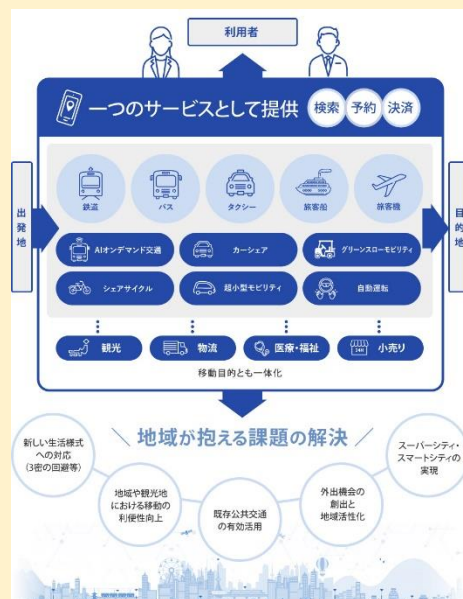 利用者
一つのサービスとして提供 検索 予約 決済
出発地
目的地
鉄道 バス タクシー 旅客船 旅客機
AIオンデマンド交通 カーシェア グリーンスローモビリティ
シェアサイクル 超小型モビリティ 自動運転
観光 物流 医療・福祉 小売り
24H
移動目的とも一体化
地域が抱える課題の解決
新しい生活様式
への対応
(3密の回避等)
地域や観光地
における移動の
利便性向上
既存公共交通
の有効活用
外出機会の
創出と
地域活性化
スーパーシティ・
スマートシティの
実現